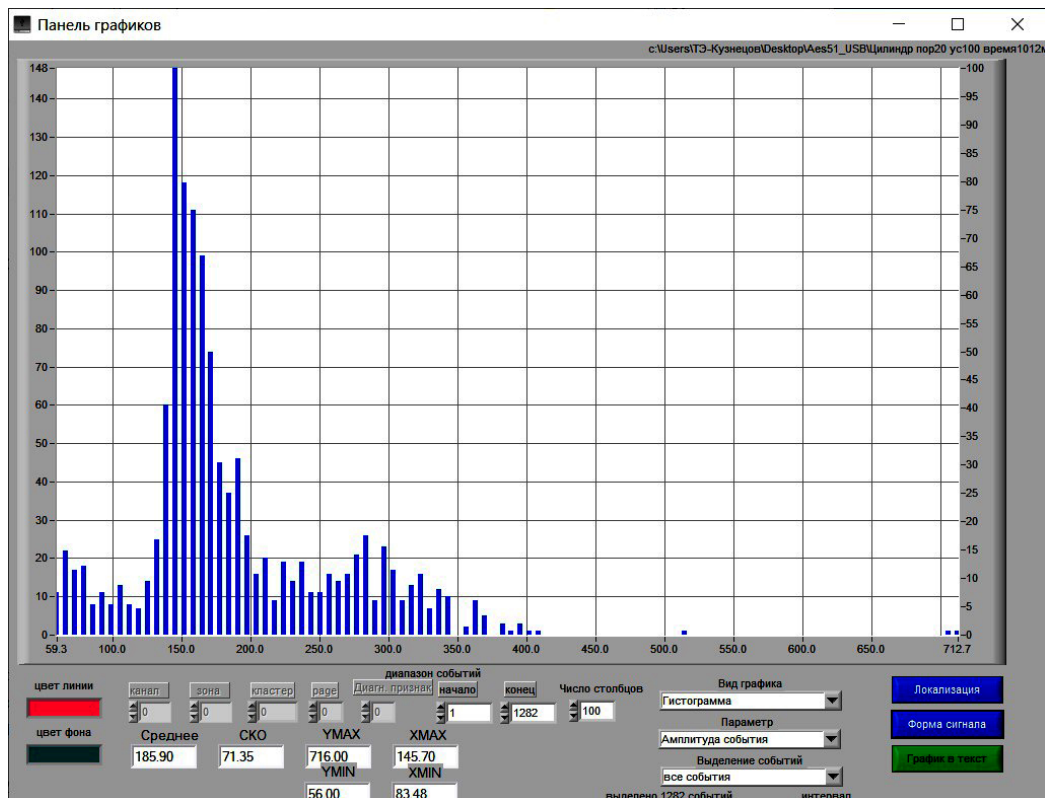 Панель графиков
c:\Users\ТЭ-Кузнецов\Desktop\Aes51_USB\Цилиндр пор20 ус100 время1012м
148
140
130
120
110
100
90
80
70
60
50
40
30
20
10
0
100
95
90
85
80
75
70
65
60
55
50
45
40
35
30
25
20
15
10
5
0
59.3 100.0 150.0 200.0 250.0 300.0 350.0 400.0 450.0 500.0 550.0 600.0 650.0 712.7
диапазон событий
цвет линии канал зона кластер page Диагн. признак начало конец Число столбцов
0 0 0 0 0 1 1282 100
цвет фона
Среднее СКО YMAX XMAX
185.90 71.35 716.00 145.70
YMIN XMIN
56.00 83.48
Вид графика
Гистограмма
Параметр
Амплитуда события
Выделение событий
все события
выделено 1282 событий интервал
Локализация
Форма сигнала
График в текст